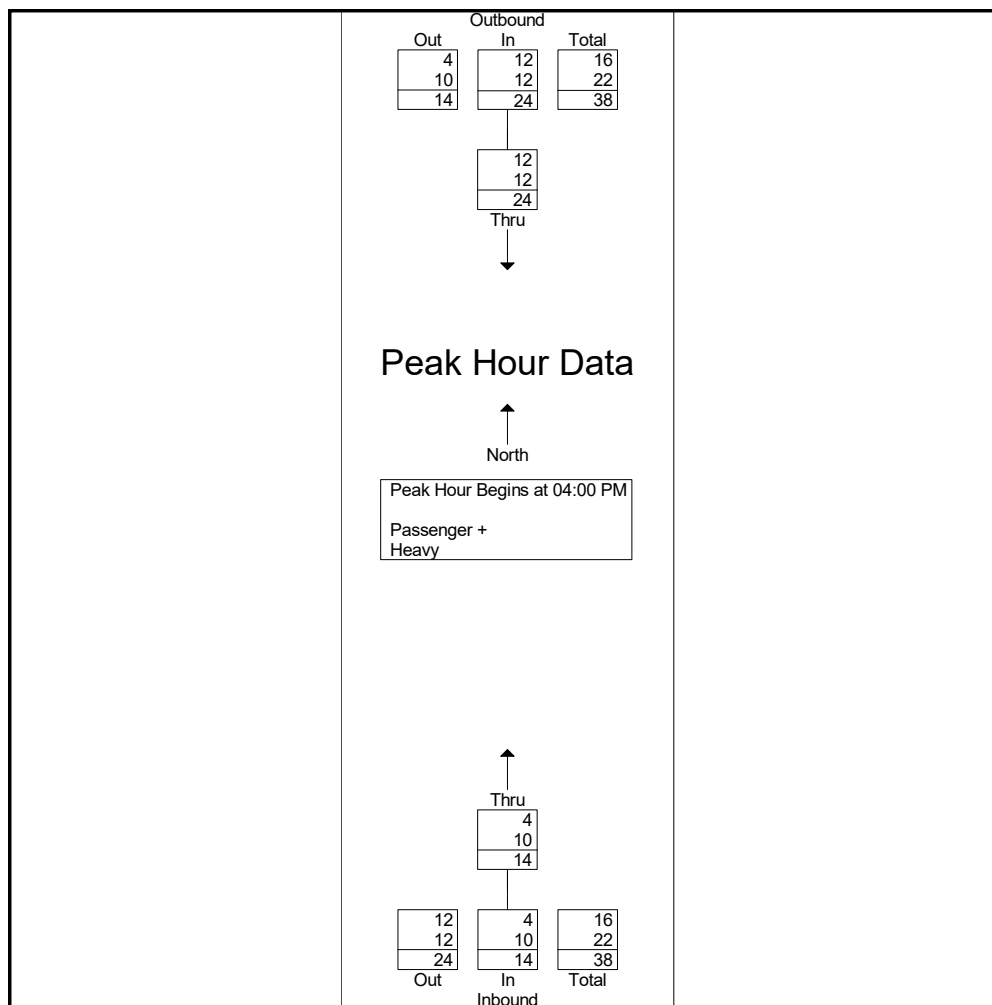 Outbound
Out In Total
4 12 16
10 12 22
14 24 38
12
12
24
Thru
Peak Hour Data
North
Peak Hour Begins at 04:00 PM
Passenger +
Heavy
Thru
4
10
14
12 4 16
12 10 22
24 14 38
Out In Total
Inbound